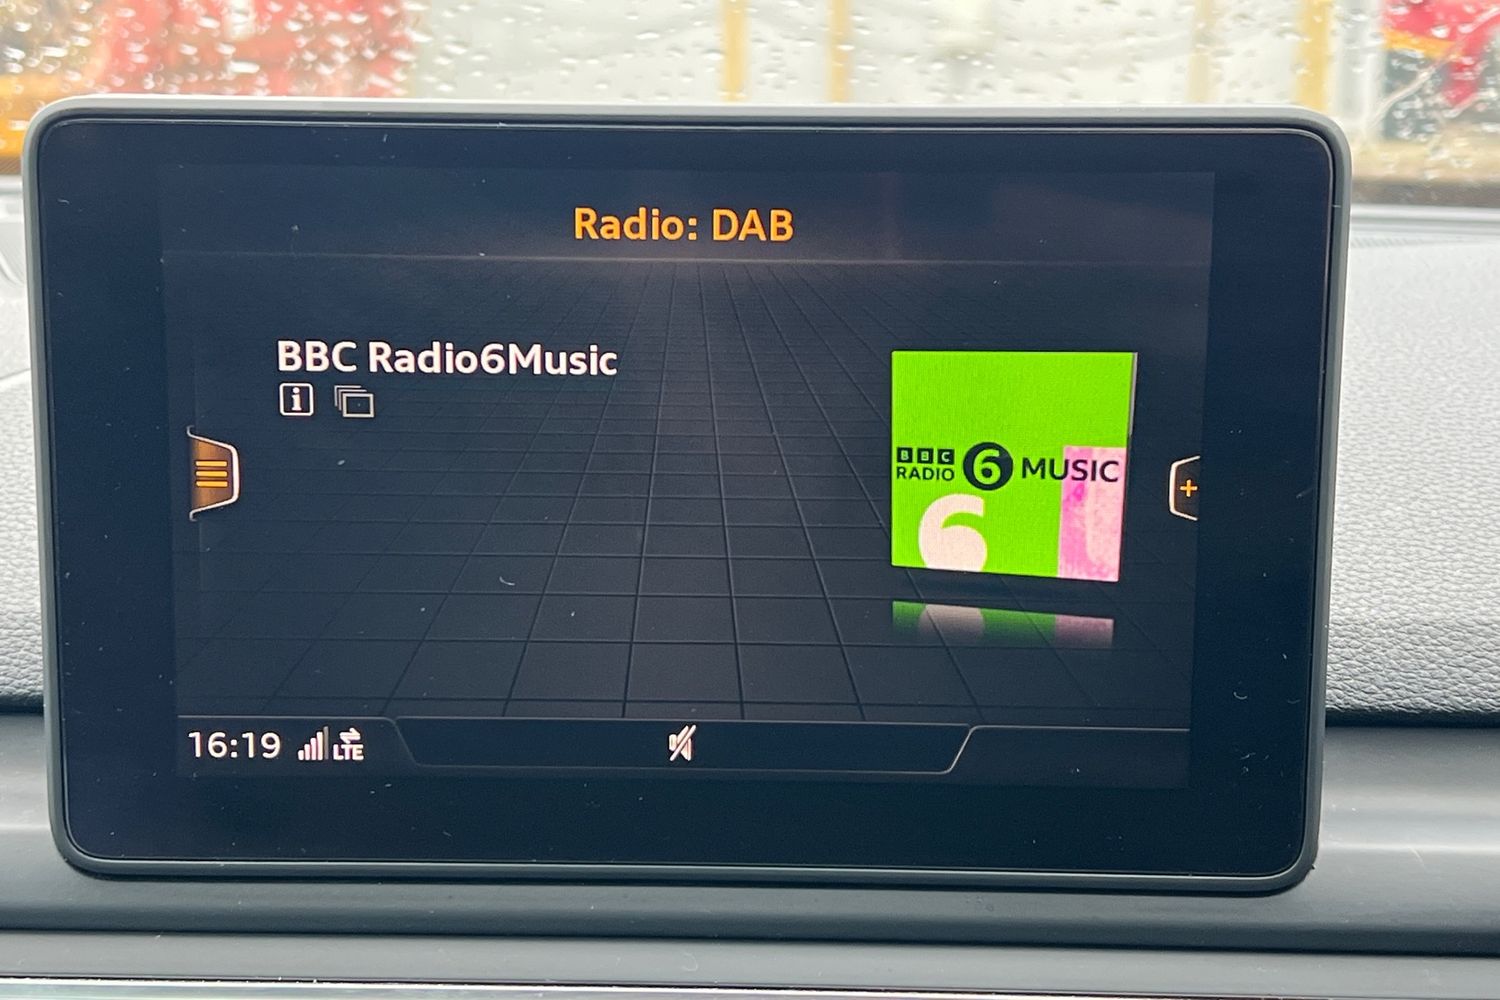 Radio: DAB
BBC Radio6Music
i
BBC
RADIO 6 MUSIC
6
+
16:19 LTE